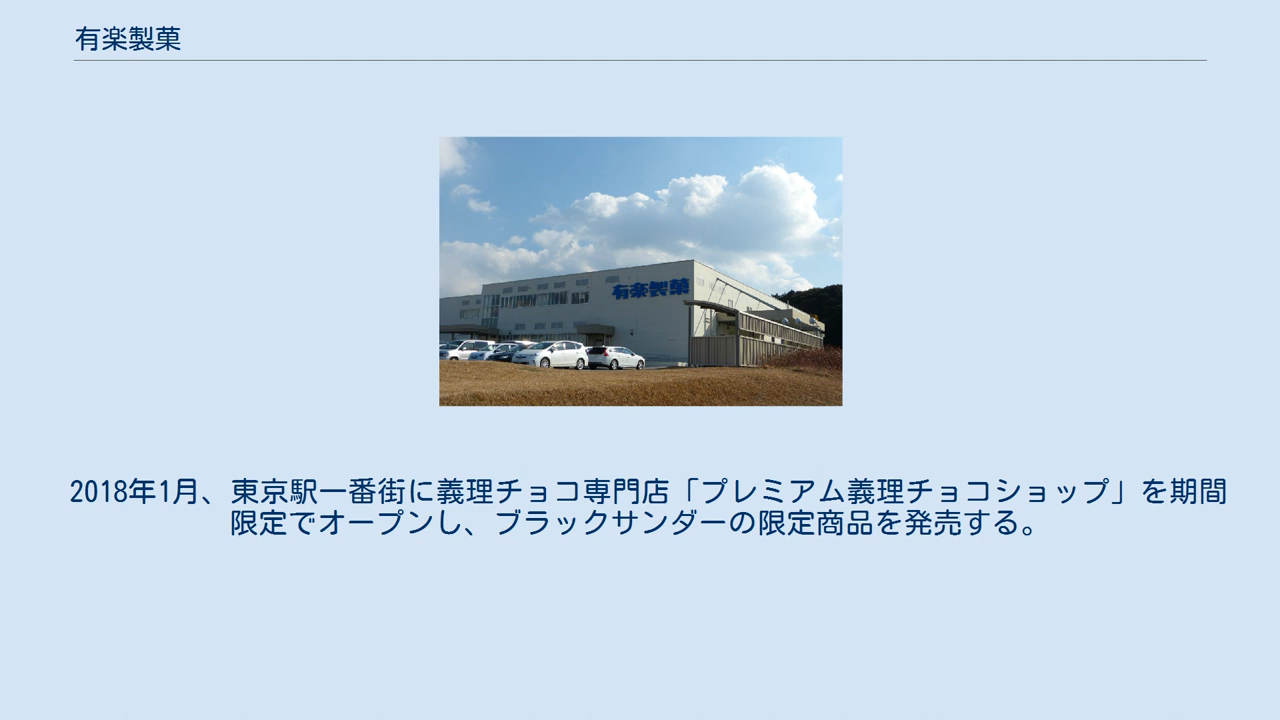 有楽製菓
有楽製菓
2018年1月、東京駅一番街に義理チョコ専門店「プレミアム義理チョコショップ」を期間
限定でオープンし、ブラックサンダーの限定商品を発売する。